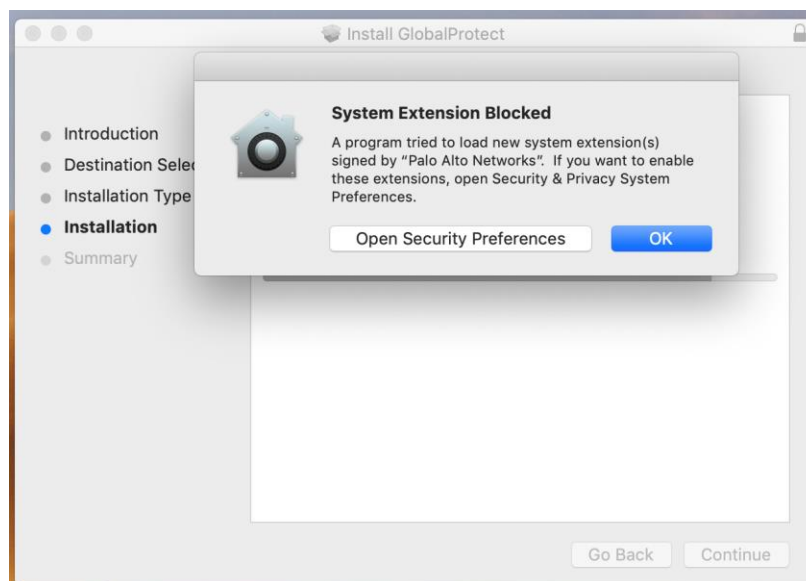 Install GlobalProtect
System Extension Blocked
A program tried to load new system extension(s)
signed by “Palo Alto Networks”.  If you want to enable
these extensions, open Security & Privacy System
Preferences.
Open Security Preferences
OK
Introduction
Destination Selec
Installation Type
Installation
Summary
Go Back
Continue